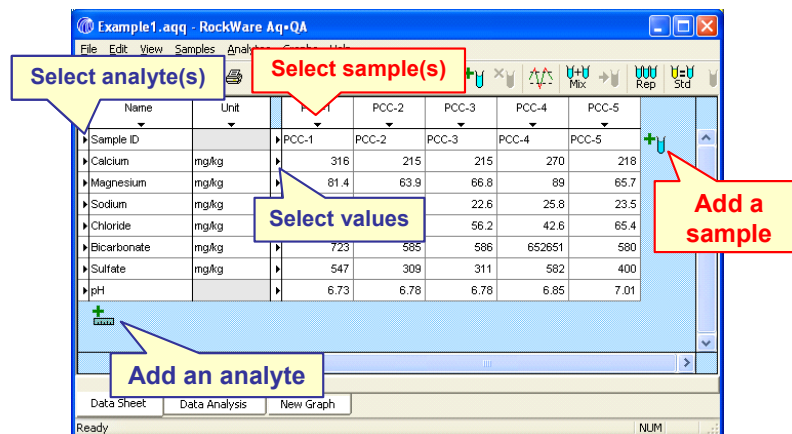 Example1.aqq - RockWare Aq•QA
File Edit View Samples Analytes Graphs Help
Select analyte(s)
Select sample(s)
Mix Rep Std
Name Unit PCC-2 PCC-3 PCC-4 PCC-5
Sample ID PCC-1 PCC-2 PCC-3 PCC-4 PCC-5
Calcium mg/kg 316 215 215 270 218
Magnesium mg/kg 81.4 63.9 66.8 89 65.7
Sodium mg/kg 22.6 25.8 23.5
Chloride mg/kg 56.2 42.6 65.4
Bicarbonate mg/kg 723 585 586 652651 580
Sulfate mg/kg 547 309 311 582 400
pH 6.73 6.78 6.78 6.85 7.01
Select values
Add a
sample
Add an analyte
Data Sheet Data Analysis New Graph
Ready NUM